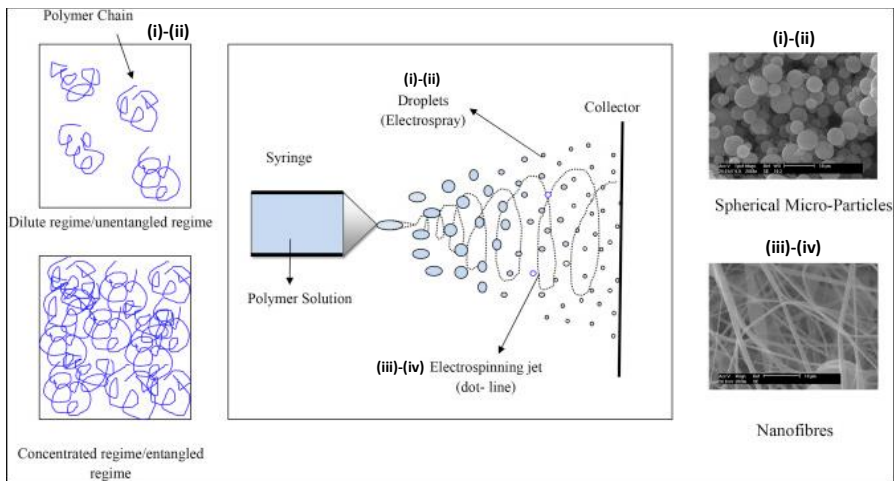 Polymer Chain
(i)-(ii)
Dilute regime/unentangled regime
Concentrated regime/entangled
regime
Syringe
Polymer Solution
(i)-(ii)
Droplets
(Electrospray)
Collector
(iii)-(iv) Electrospinning jet
(dot- line)
(i)-(ii)
Spherical Micro-Particles
(iii)-(iv)
Nanofibres